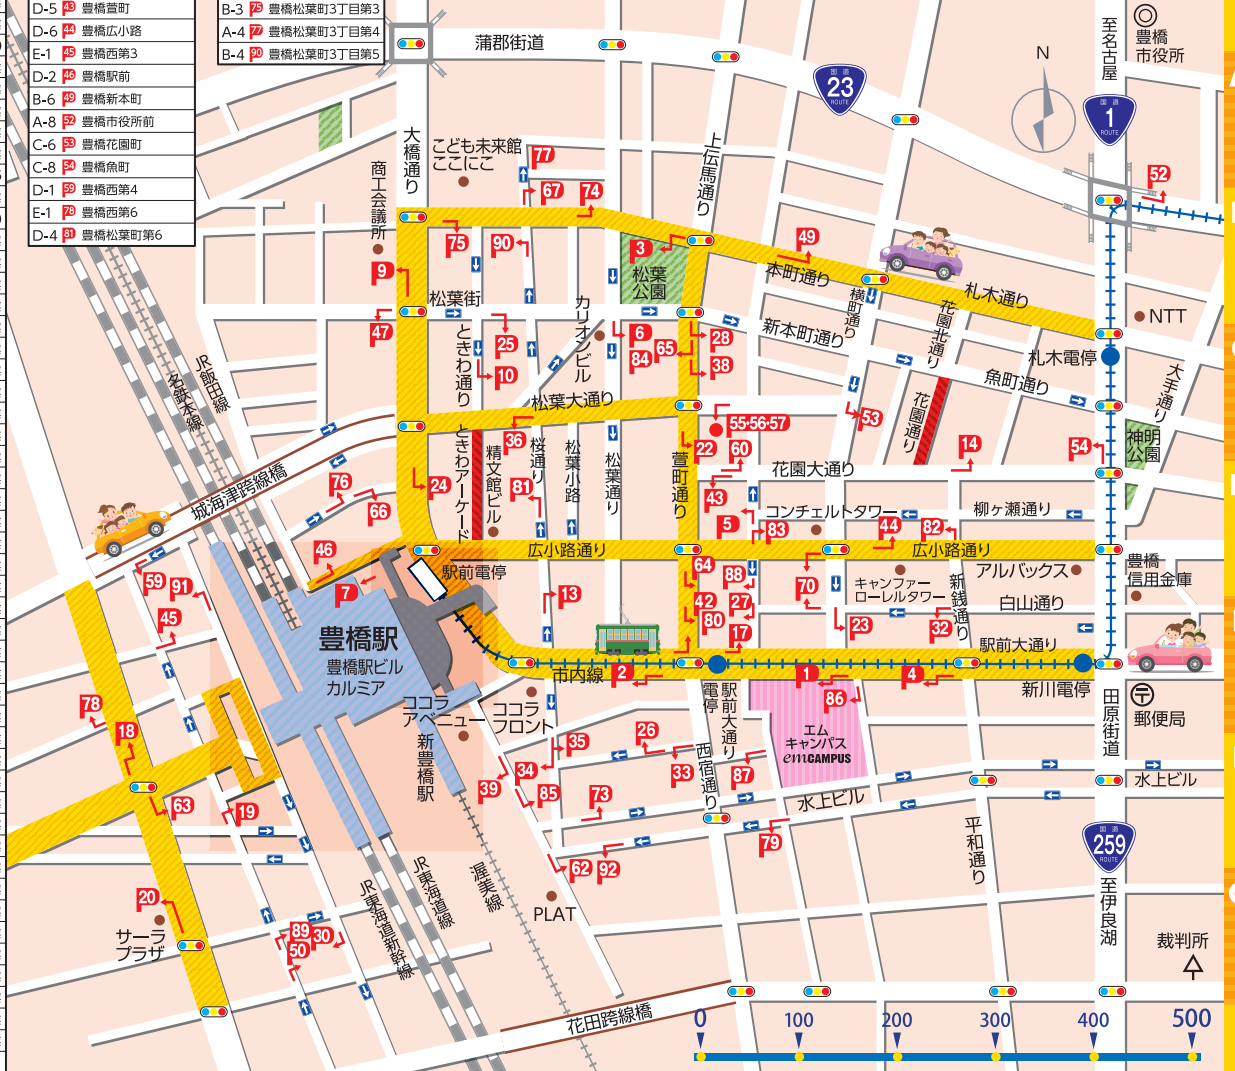 D-5 43 豊橋萱町
D-6 44 豊橋広小路
E-1 45 豊橋西第3
D-2 46 豊橋駅前
B-6 49 豊橋新本町
A-8 52 豊橋市役所前
C-6 53 豊橋花園町
C-8 54 豊橋魚町
D-1 59 豊橋西第4
E-1 78 豊橋西第6
D-4 81 豊橋松葉町第6
B-3 75 豊橋松葉町3丁目第3
A-4 77 豊橋松葉町3丁目第4
B-4 90 豊橋松葉町3丁目第5
蒲郡街道
国道
23
ROUTE
至名古屋
豊橋
市役所
N
国道
1
ROUTE
大橋通り
こども未来館
ここにこ
商工会議所
上伝馬通り
77
67
74
52
75
90
3
49
松葉
公園
本町通り
札木通り
9
松葉街
カリオンビル
横町通り
花園北通り
NTT
47
25
ときわ通り
6
84
65
28
38
新本町通り
札木電停
10
魚町通り
大手通り
JR飯田線
名鉄本線
松葉大通り
花園通り
36
55・56・57
53
22
60
14
54
神明
公園
ときわアーケード
精文館ビル
桜通り
松葉小路
松葉通り
萱町通り
花園大通り
城海津跨線橋
76
66
24
81
43
5
83
コンチェルトタワー
44
82
柳ヶ瀬通り
46
広小路通り
広小路通り
駅前電停
64
88
70
キャンファー
ローレルタワー
アルバックス
豊橋
信用金庫
59
91
7
13
42
80
27
新銭通り
白山通り
45
豊橋駅
豊橋駅ビル
カルミア
17
23
32
駅前大通り
市内線
2
1
4
新川電停
78
18
ココラ
アベニュー
ココラ
フロント
駅前大通り
電停
86
エム
キャンパス
emCAMPUS
田原街道
郵便局
新豊橋駅
35
26
西宿通り
34
39
85
33
87
63
19
73
水上ビル
水上ビル
79
平和通り
国道
259
ROUTE
62
92
20
サーラ
プラザ
PLAT
JR東海道新幹線
JR東海道線
渥美線
至伊良湖
89
30
50
裁判所
花田跨線橋
0
100
200
300
400
500